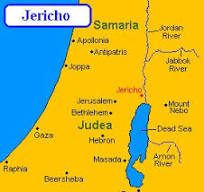 Jericho
Samaria
Jordan
River
Apollonia
Antipatris
Jabbok
River
Joppa
Jericho
Jerusalem
Mount
Nebo
Bethlehem
Judea
Dead Sea
Gaza
Hebron
Arnon
River
Masada
Raphia
Beersheba